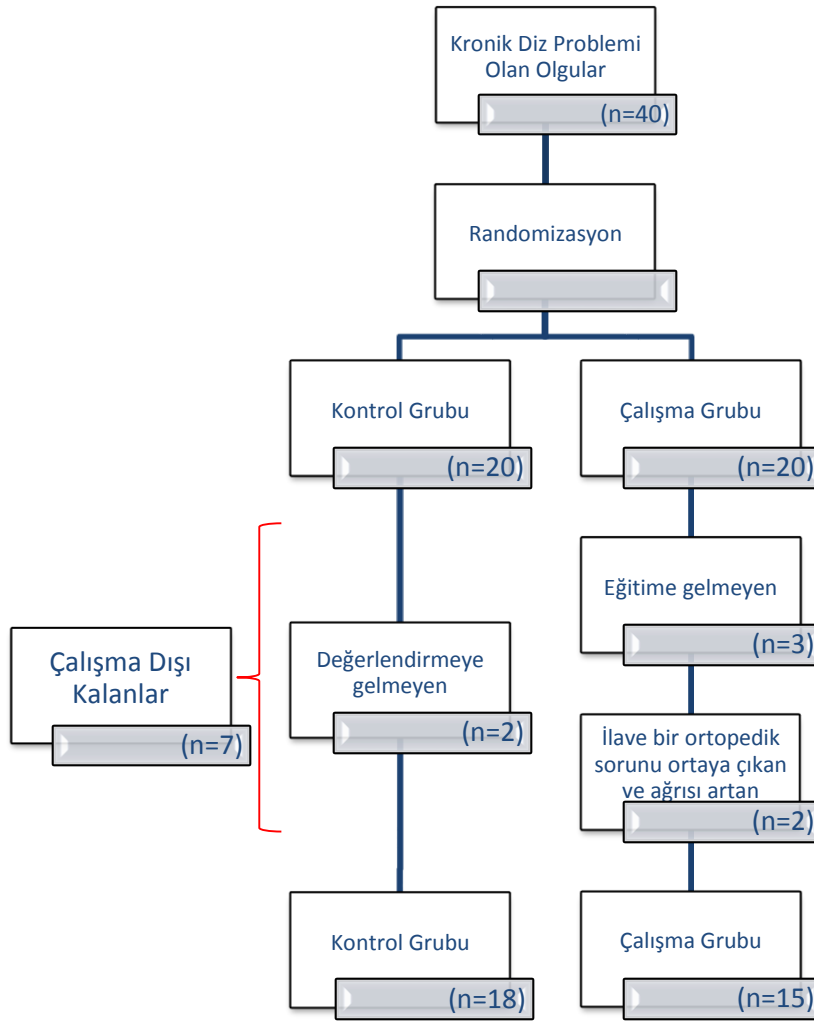 Kronik Diz Problemi
Olan Olgular
(n=40)
Randomizasyon
Kontrol Grubu
(n=20)
Çalışma Grubu
(n=20)
Eğitime gelmeyen
(n=3)
Çalışma Dışı
Kalanlar
(n=7)
Değerlendirmeye
gelmeyen
(n=2)
İlave bir ortopedik
sorunu ortaya çıkan
ve ağrısı artan
(n=2)
Kontrol Grubu
(n=18)
Çalışma Grubu
(n=15)